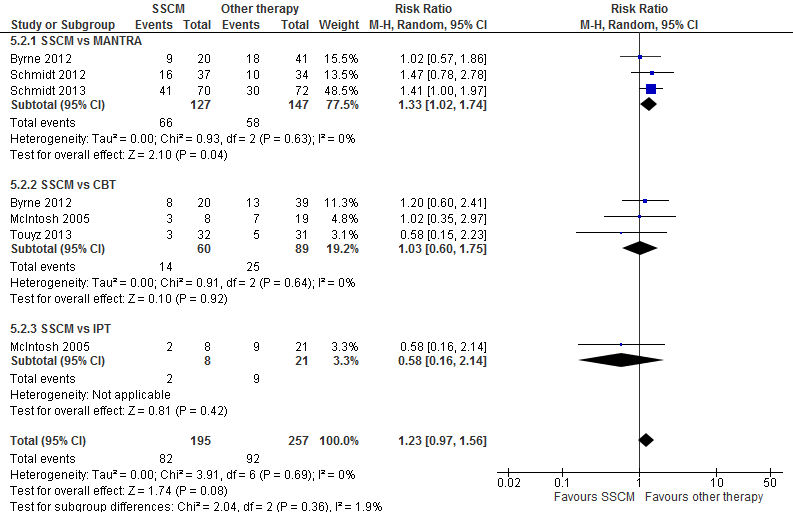 SSCM Other therapy Risk Ratio Risk Ratio
Study or Subgroup Events Total Events Total Weight M-H, Random, 95% CI M-H, Random, 95% CI
5.2.1 SSCM vs MANTRA
Byrne 2012 9 20 18 41 15.5% 1.02 [0.57, 1.86]
Schmidt 2012 16 37 10 34 13.5% 1.47 [0.78, 2.78]
Schmidt 2013 41 70 30 72 48.5% 1.41 [1.00, 1.97]
Subtotal (95% CI) 127 147 77.5% 1.33 [1.02, 1.74]
Total events 66 58
Heterogeneity: Tau² = 0.00; Chi² = 0.93, df = 2 (P = 0.63); I² = 0%
Test for overall effect: Z = 2.10 (P = 0.04)
5.2.2 SSCM vs CBT
Byrne 2012 8 20 13 39 11.3% 1.20 [0.60, 2.41]
McIntosh 2005 3 8 7 19 4.8% 1.02 [0.35, 2.97]
Touyz 2013 3 32 5 31 3.1% 0.58 [0.15, 2.23]
Subtotal (95% CI) 60 89 19.2% 1.03 [0.60, 1.75]
Total events 14 25
Heterogeneity: Tau² = 0.00; Chi² = 0.91, df = 2 (P = 0.64); I² = 0%
Test for overall effect: Z = 0.10 (P = 0.92)
5.2.3 SSCM vs IPT
McIntosh 2005 2 8 9 21 3.3% 0.58 [0.16, 2.14]
Subtotal (95% CI) 8 21 3.3% 0.58 [0.16, 2.14]
Total events 2 9
Heterogeneity: Not applicable
Test for overall effect: Z = 0.81 (P = 0.42)
Total (95% CI) 195 257 100.0% 1.23 [0.97, 1.56]
Total events 82 92
Heterogeneity: Tau² = 0.00; Chi² = 3.91, df = 6 (P = 0.69); I² = 0%
Test for overall effect: Z = 1.74 (P = 0.08)
Test for subgroup differences: Chi² = 2.04, df = 2 (P = 0.36), I² = 1.9%
0.02 0.1 1 10 50
Favours SSCM Favours other therapy